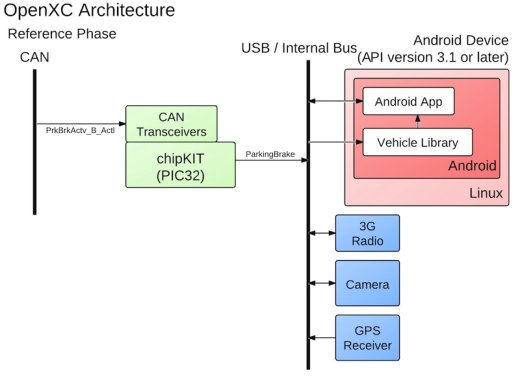 OpenXC Architecture
Reference Phase
CAN
USB / Internal Bus
Android Device
(API version 3.1 or later)
PrkBrkActv_B_Actl
CAN
Transceivers
chipKIT
(PIC32)
ParkingBrake
Android App
Vehicle Library
Android
Linux
3G
Radio
Camera
GPS
Receiver